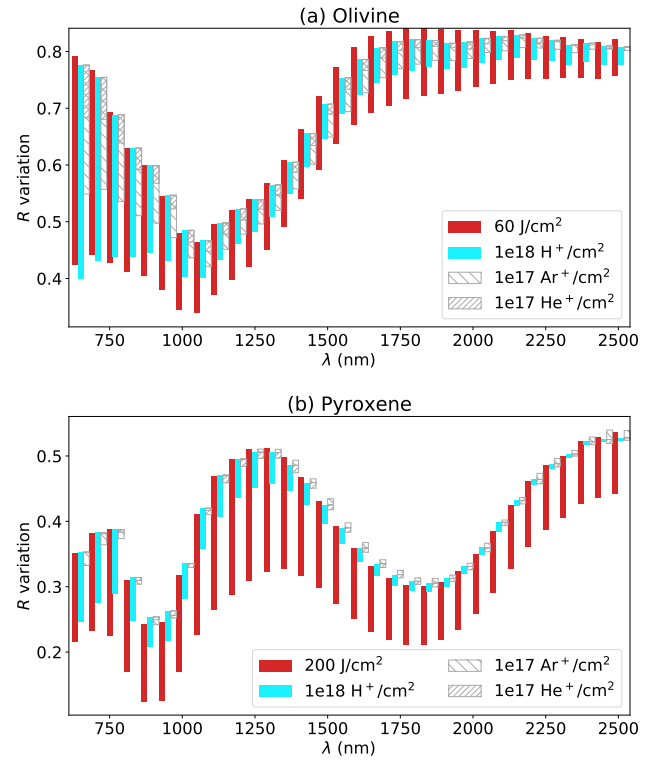 (a) Olivine
0.8
0.7
0.6
0.5
0.4
R variation
60 J/cm²
1e18 H⁺/cm²
1e17 Ar⁺/cm²
1e17 He⁺/cm²
750 1000 1250 1500 1750 2000 2250 2500
λ (nm)
(b) Pyroxene
0.5
0.4
0.3
0.2
R variation
200 J/cm² 1e17 Ar⁺/cm²
1e18 H⁺/cm² 1e17 He⁺/cm²
750 1000 1250 1500 1750 2000 2250 2500
λ (nm)